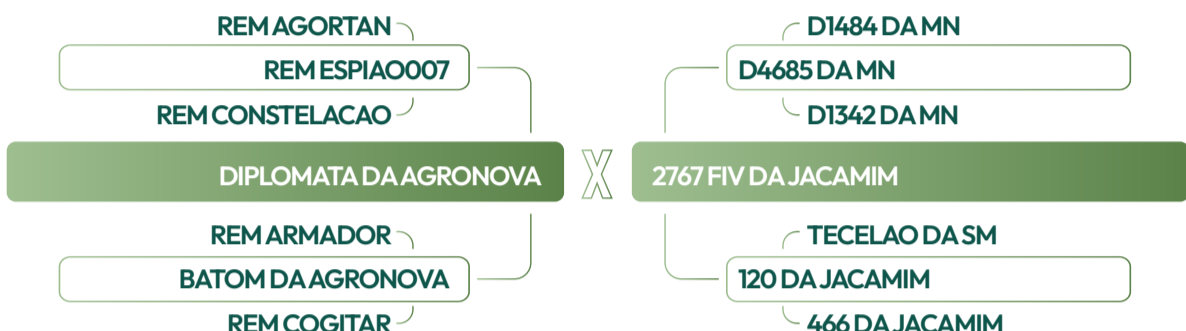 REM AGORTAN
REM ESPIAO007
REM CONSTELACAO
DIPLOMATA DA AGRONOVA
REM ARMADOR
BATOM DA AGRONOVA
REM COGITAR
X
D1484 DA MN
D4685 DA MN
D1342 DA MN
2767 FIV DA JACAMIM
TECELAO DA SM
120 DA JACAMIM
466 DA JACAMIM